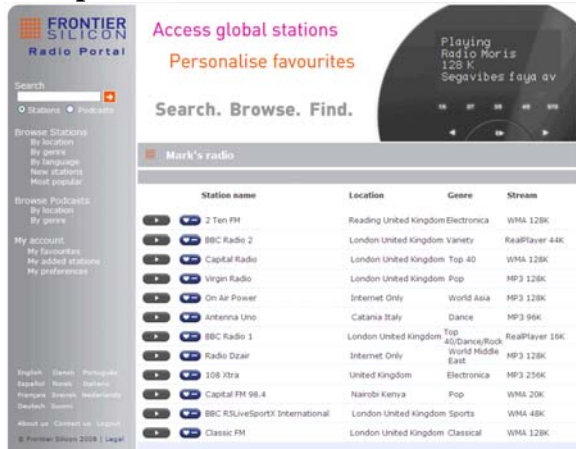 FRONTIER
SILICON
Radio Portal
Search
Stations Podcasts
Browse Stations
By location
By genre
By language
New stations
Most popular
Browse Podcasts
By location
By genre
My account
My favourites
My added stations
My preferences
English Dansk Português
Español Norsk Italiano
Français Svensk Nederlands
Deutsch Suomi
About us Contact us Logout
© Frontier Silicon 2008 | Legal
Access global stations
Personalise favourites
Search. Browse. Find.
Playing
Radio Moris
128 K
Segavibes faya av
Mark's radio
Station name Location Genre Stream
2 Ten FM Reading United Kingdom Electronica WMA 128K
BBC Radio 2 London United Kingdom Variety RealPlayer 44K
Capital Radio London United Kingdom Top 40 WMA 128K
Virgin Radio London United Kingdom Pop MP3 128K
On Air Power Internet Only World Asia MP3 128K
Antenna Uno Catania Italy Dance MP3 96K
BBC Radio 1 London United Kingdom Top 40/Dance/Rock RealPlayer 16K
Radio Dzair Internet Only World Middle East MP3 128K
108 Xtra United Kingdom Electronica MP3 256K
Capital FM 98.4 Nairobi Kenya Pop WMA 20K
BBC R5LiveSportX International London United Kingdom Sports WMA 48K
Classic FM London United Kingdom Classical WMA 128K